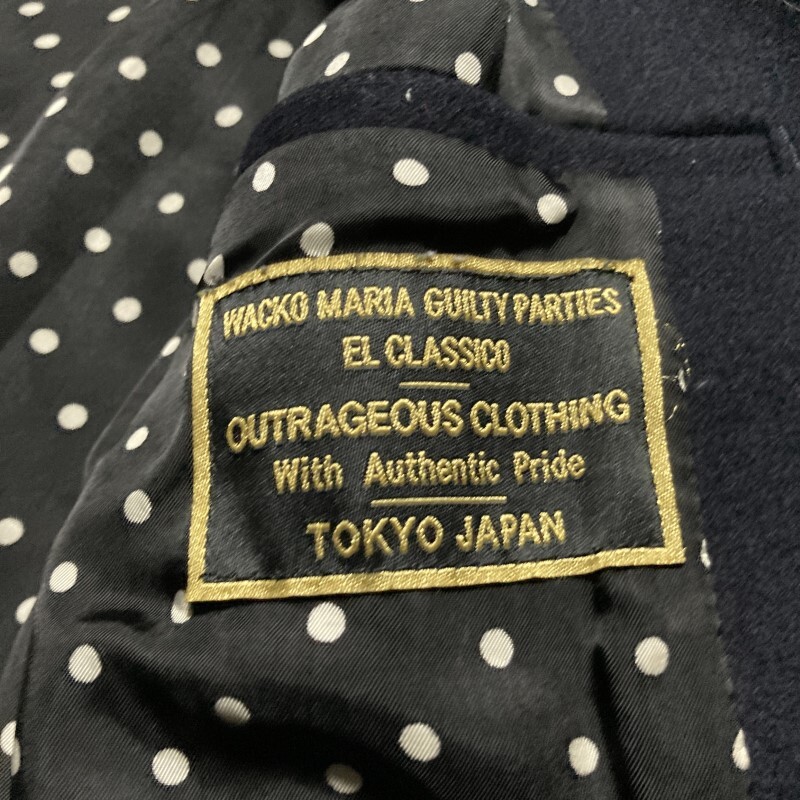 WACKO MARIA GUILTY PARTIES
EL CLASSICO
OUTRAGEOUS CLOTHING
With Authentic Pride
TOKYO JAPAN